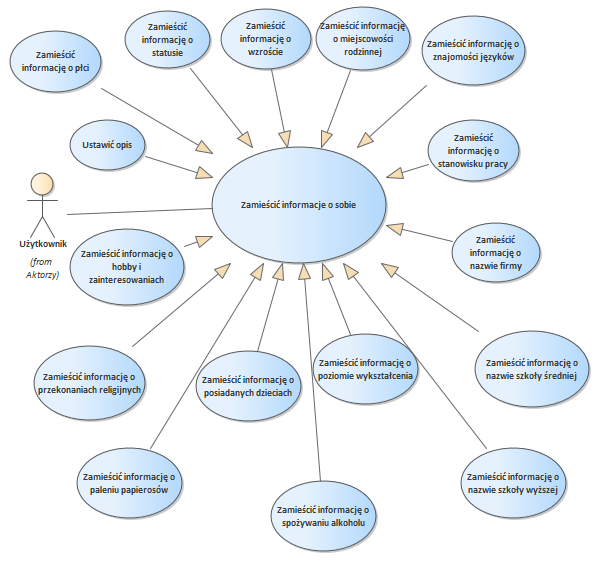 Zamieścić
informację o płci
Zamieścić
informację o
statusie
Zamieścić
informację o
wzroście
Zamieścić informację
o miejscowości
rodzinnej
Zamieścić informację o
znajomości języków
Ustawić opis
Zamieścić
informację o
stanowisku pracy
Zamieścić informacje o sobie
Użytkownik
(from
Aktorzy)
Zamieścić informację o
hobby i
zainteresowaniach
Zamieścić
informację o
nazwie firmy
Zamieścić informację o
przekonaniach religijnych
Zamieścić informację o
posiadanych dzieciach
Zamieścić informację o
poziomie wykształcenia
Zamieścić informację o
nazwie szkoły średniej
Zamieścić informację o
paleniu papierosów
Zamieścić informację o
spożywaniu alkoholu
Zamieścić informację o
nazwie szkoły wyższej